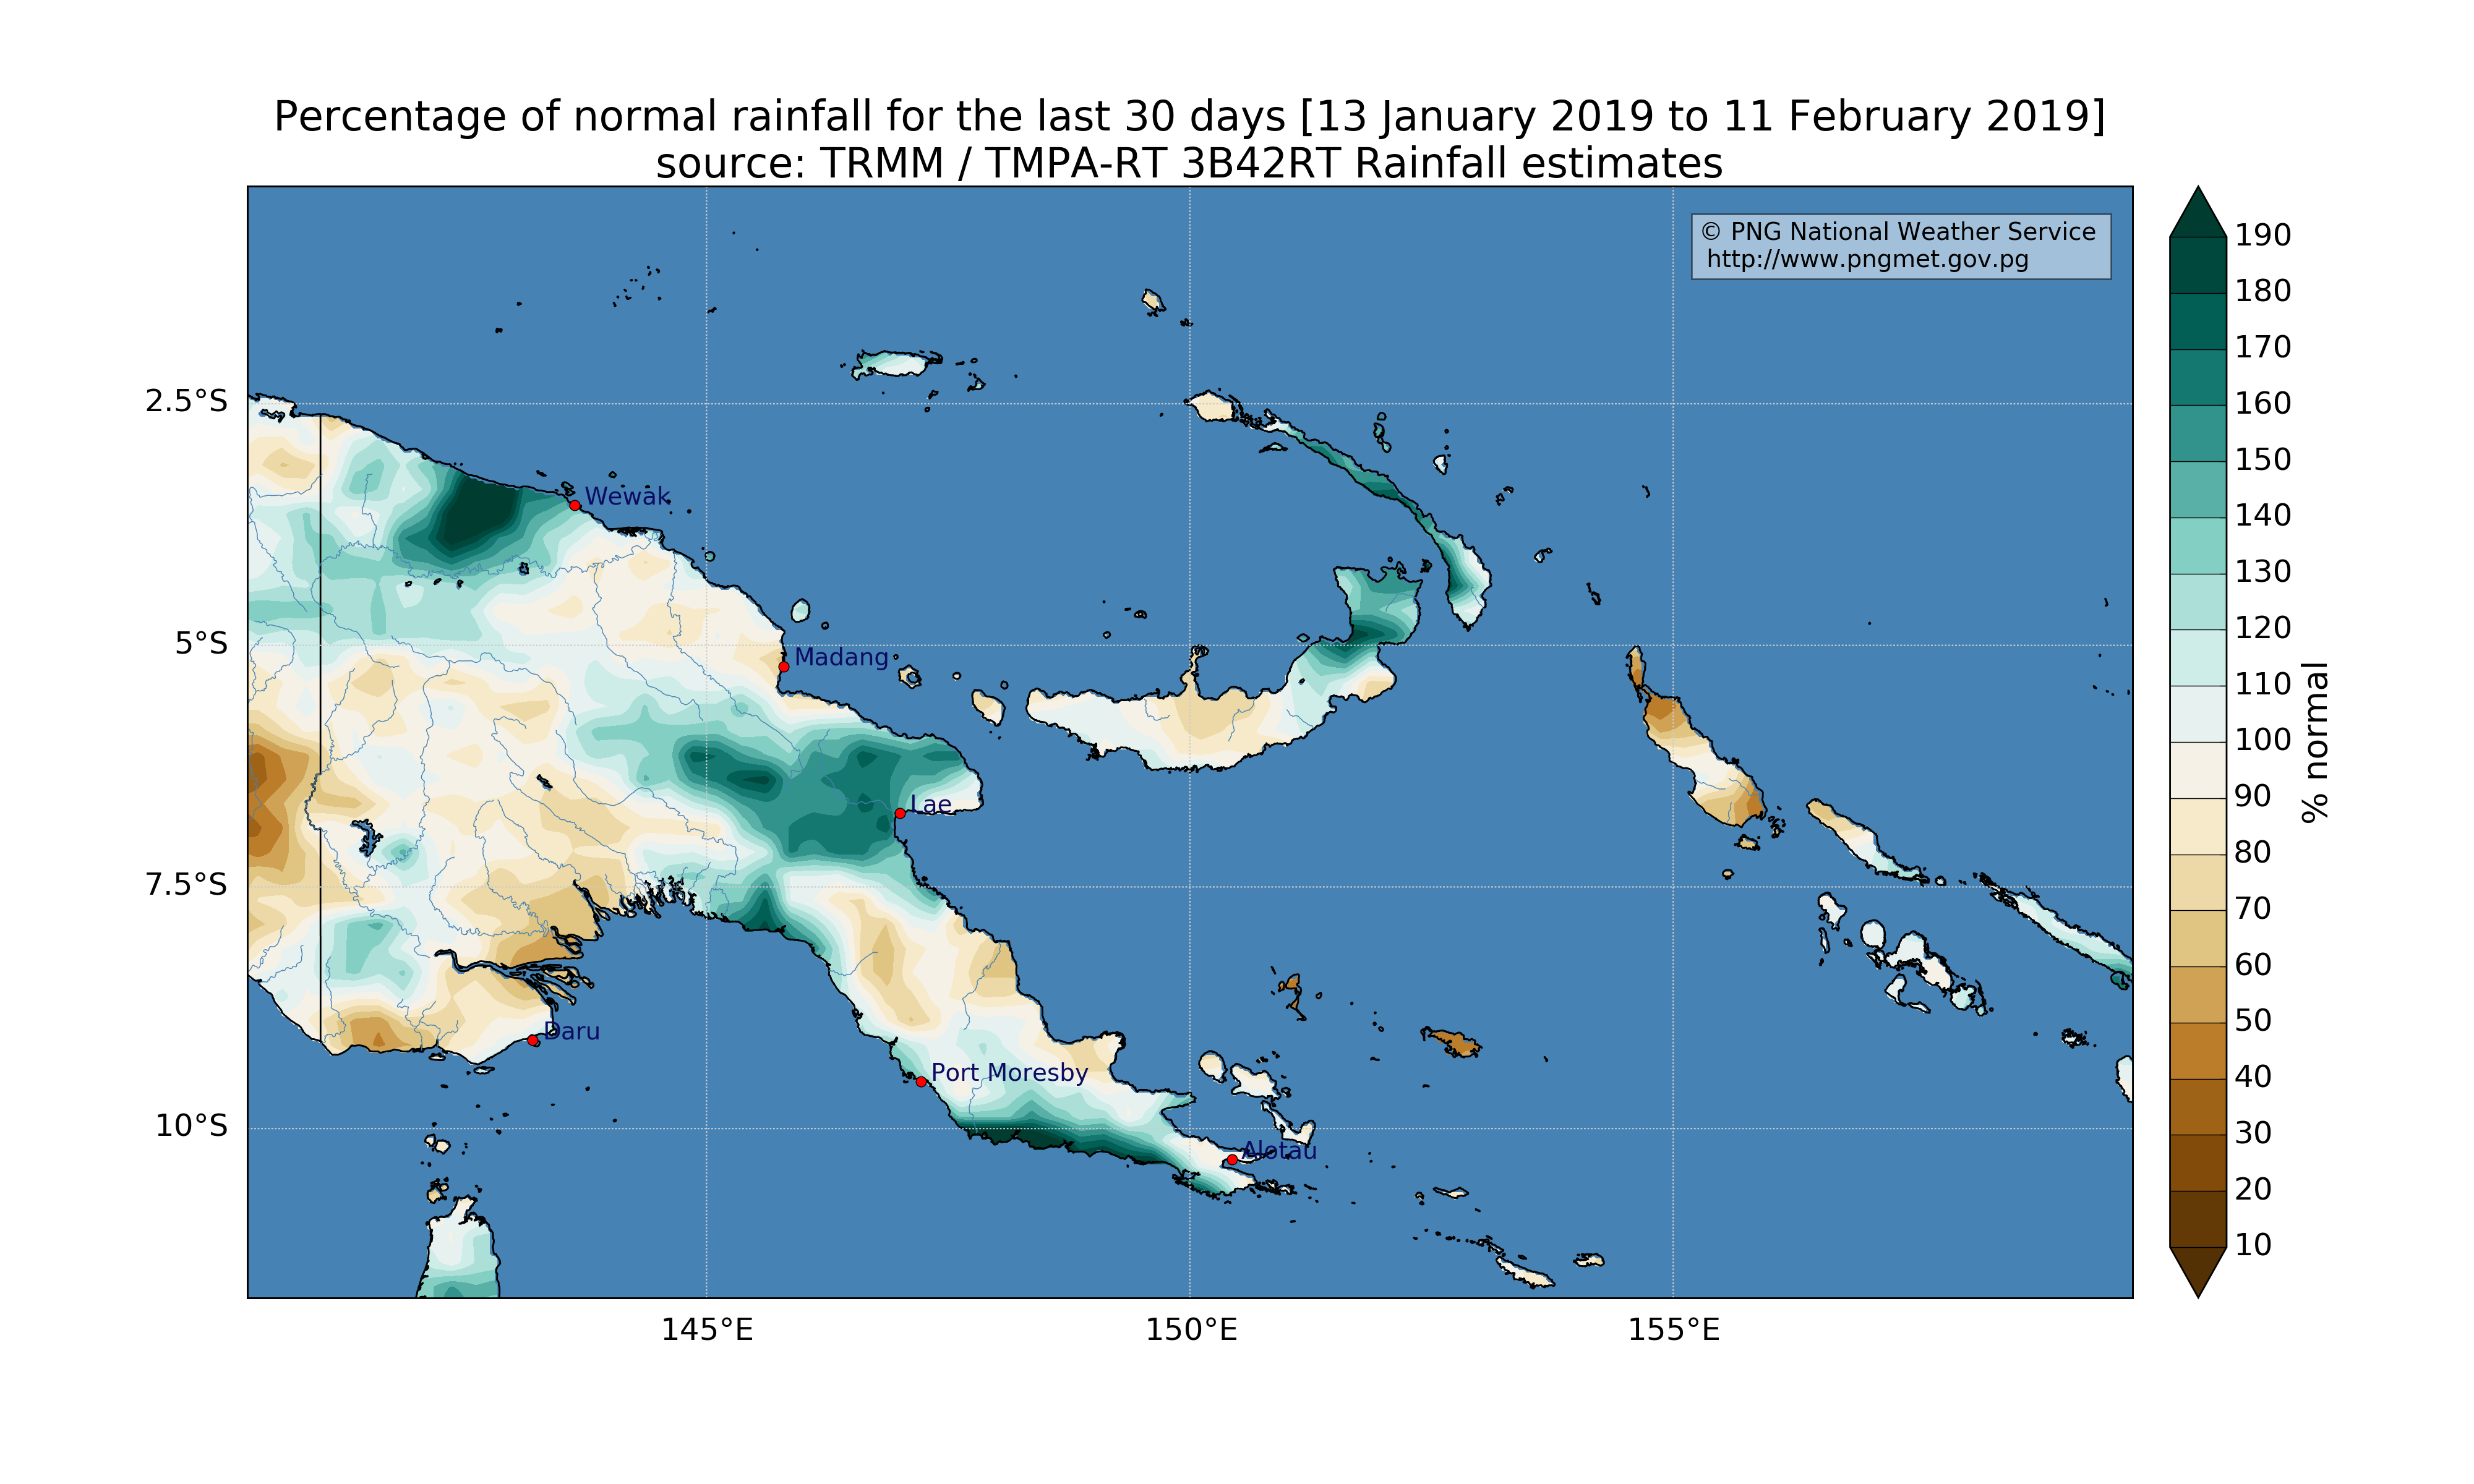 Percentage of normal rainfall for the last 30 days [13 January 2019 to 11 February 2019]
source: TRMM / TMPA-RT 3B42RT Rainfall estimates
© PNG National Weather Service
http://www.pngmet.gov.pg
2.5°S
5°S
7.5°S
10°S
145°E
150°E
155°E
Wewak
Madang
Lae
Daru
Port Moresby
Alotau
190
180
170
160
150
140
130
120
110
100
90
80
70
60
50
40
30
20
10
% normal